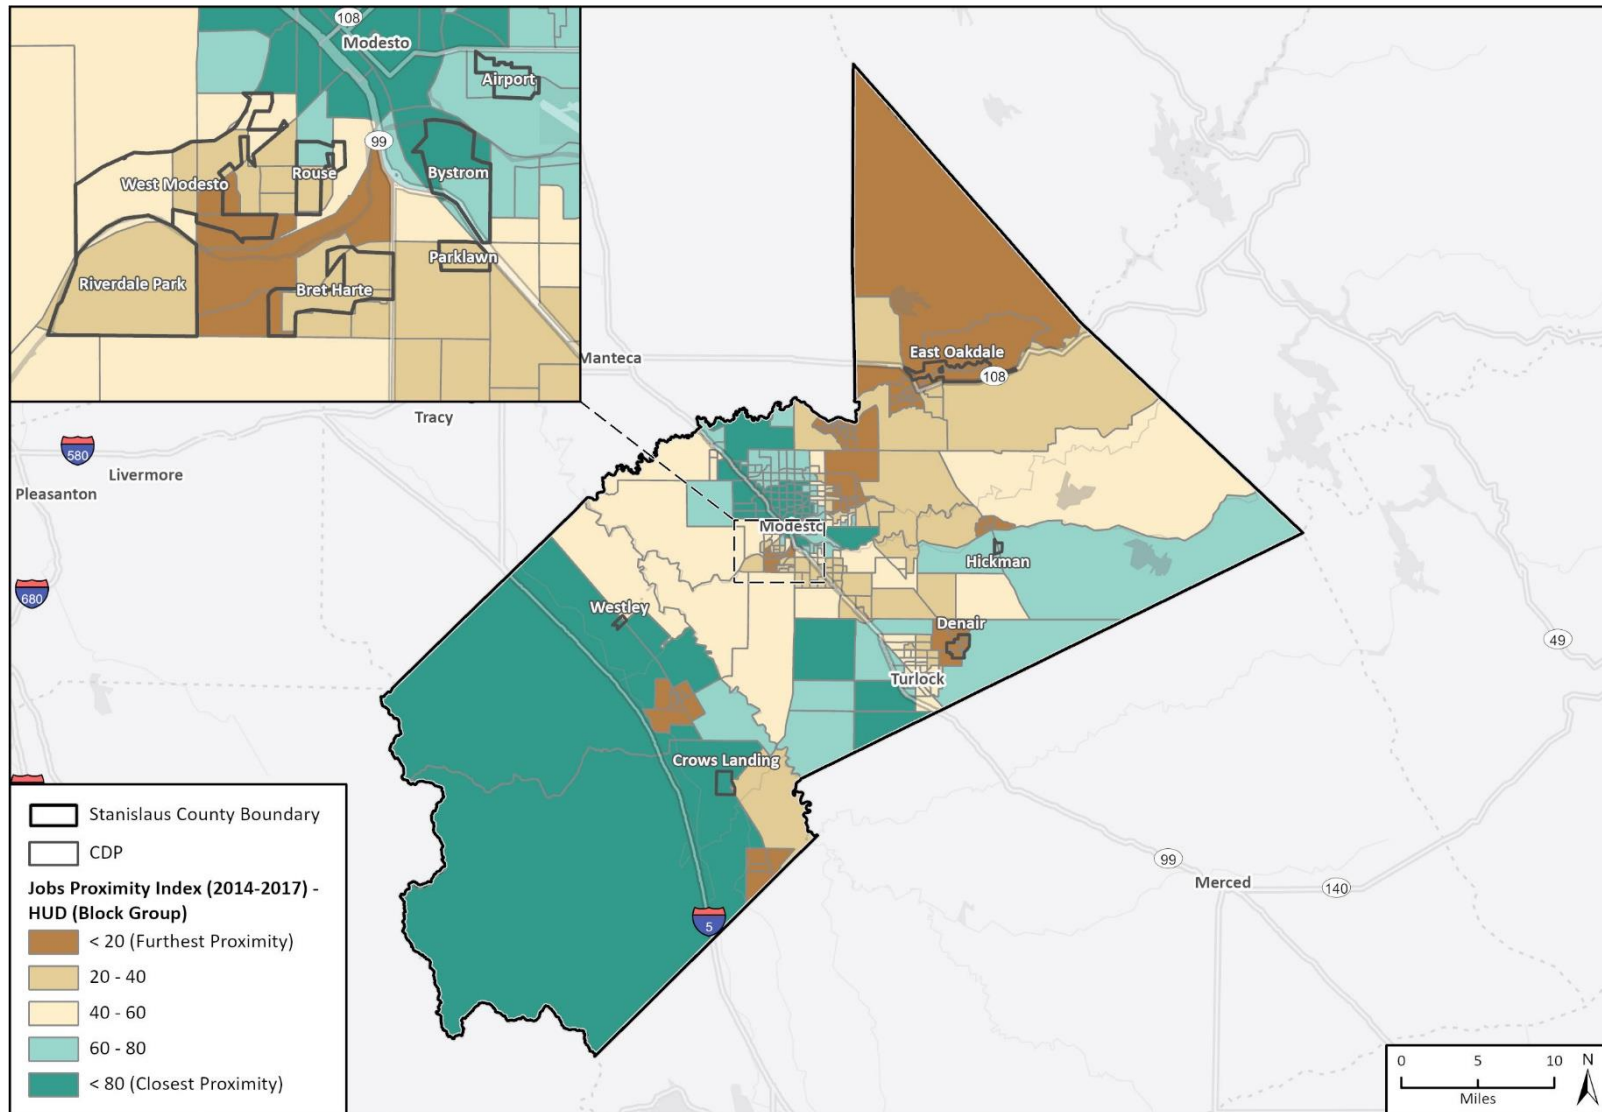 108
Modesto
Airport
99
West Modesto
Rouse
Bystrom
Riverdale Park
Bret Harte
Parklawn
Manteca
Tracy
580
Livermore
Pleasanton
680
East Oakdale
108
Modesto
Hickman
Westley
Denair
Turlock
49
Crows Landing
99
Merced
140
5
Stanislaus County Boundary
CDP
Jobs Proximity Index (2014-2017) -
HUD (Block Group)
< 20 (Furthest Proximity)
20 - 40
40 - 60
60 - 80
< 80 (Closest Proximity)
0 5 10
Miles
N